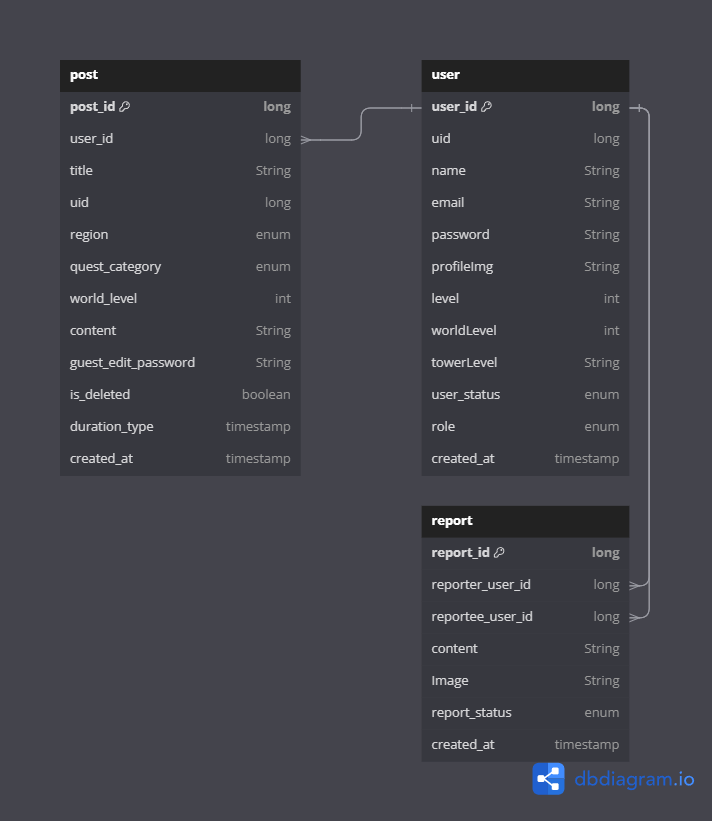 post
post_id long
user_id long
title String
uid long
region enum
quest_category enum
world_level int
content String
guest_edit_password String
is_deleted boolean
duration_type timestamp
created_at timestamp
user
user_id long
uid long
name String
email String
password String
profileImg String
level int
worldLevel int
towerLevel String
user_status enum
role enum
created_at timestamp
report
report_id long
reporter_user_id long
reportee_user_id long
content String
Image String
report_status enum
created_at timestamp
dbdiagram.io